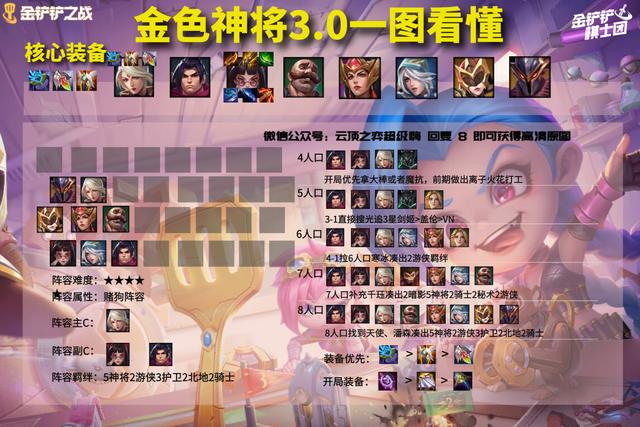 金铲铲之战
金色神将3.0一图看懂
金铲铲
骐士团
核心装备
微信公众号：云顶之弈超级嗨 回复 8 即可获得高清原图
4人口
开局优先拿大棒或者魔抗，前期做出离子火花打工
5人口
3-1直接搜光追3星剑姬>盖伦>VN
6人口
4-1拉6人口寒冰凑出2游侠羁绊
7人口
7人口补充千珏凑出2暗影5神将2骑士2秘术2游侠
8人口
8人口找到天使、潘森凑出5神将2游侠3护卫2北地2骑士
阵容难度：★★★★
★
阵容属性：赌狗阵容
阵容主C：
阵容副C：
阵容羁绊：5神将2游侠3护卫2北地2骑士
装备优先：
> >
开局装备：
> >